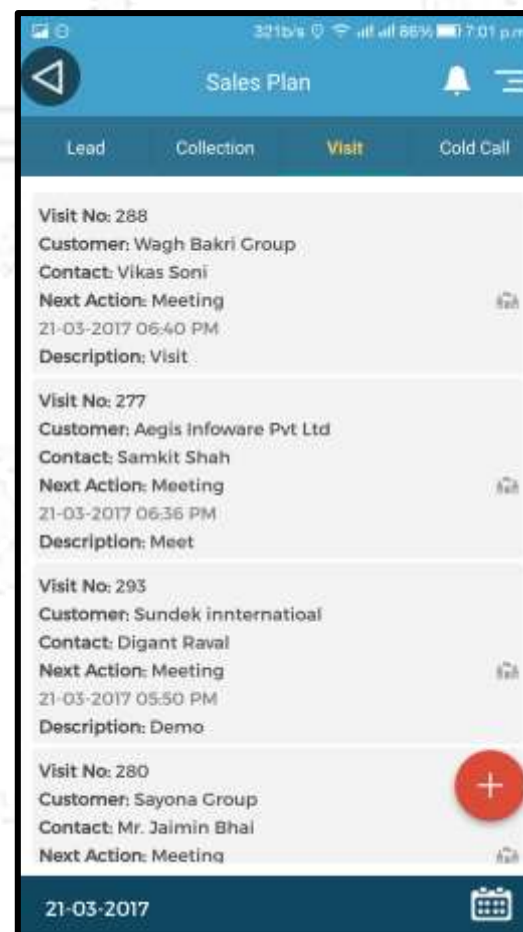 321b/s 86% 7:01 p.m
Sales Plan
Lead Collection Visit Cold Call
Visit No: 288
Customer: Wagh Bakri Group
Contact: Vikas Soni
Next Action: Meeting
21-03-2017 06:40 PM
Description: Visit
Visit No: 277
Customer: Aegis Infoware Pvt Ltd
Contact: Samkit Shah
Next Action: Meeting
21-03-2017 06:36 PM
Description: Meet
Visit No: 293
Customer: Sundek innternatioal
Contact: Digant Raval
Next Action: Meeting
21-03-2017 05:50 PM
Description: Demo
Visit No: 280
Customer: Sayona Group
Contact: Mr. Jaimin Bhai
Next Action: Meeting
21-03-2017